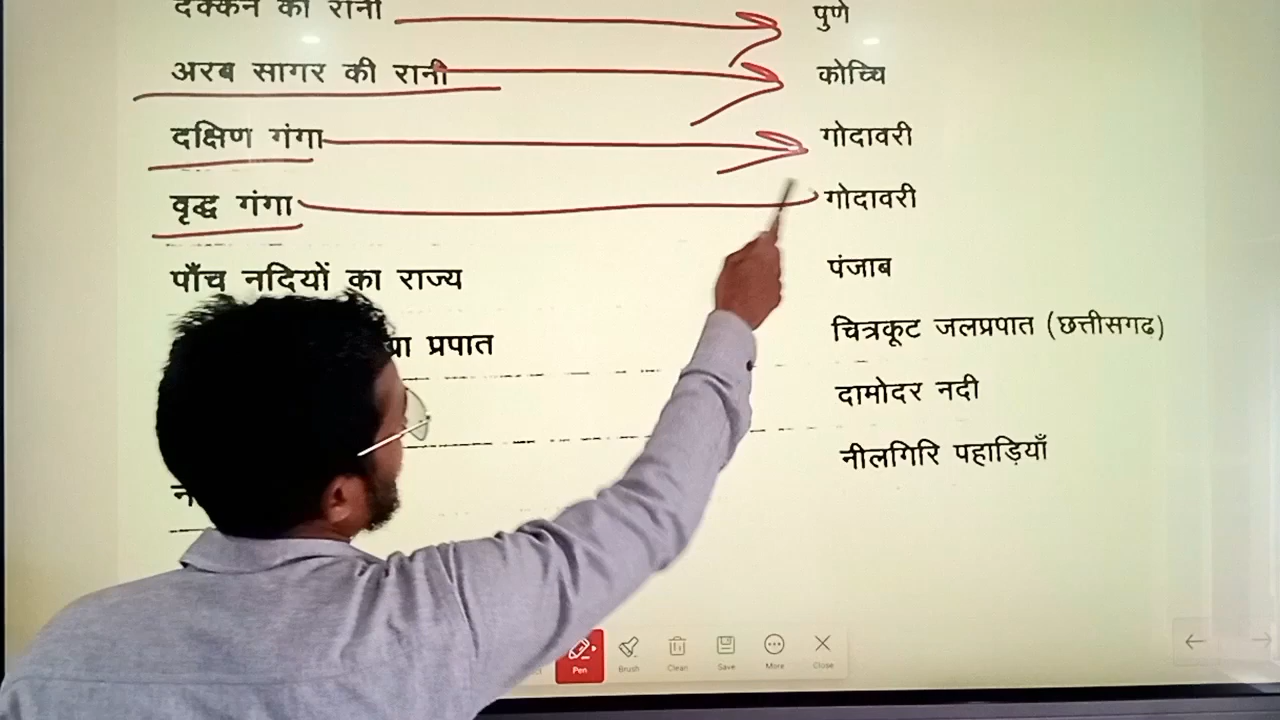 दक्कन की रानी पुणे
अरब सागर की रानी कोच्चि
दक्षिण गंगा गोदावरी
वृद्ध गंगा गोदावरी
पाँच नदियों का राज्य पंजाब
प्रपात चित्रकूट जलप्रपात (छत्तीसगढ)
दामोदर नदी
नीलगिरि पहाड़ियाँ
Pen Brush Clean Save More Close